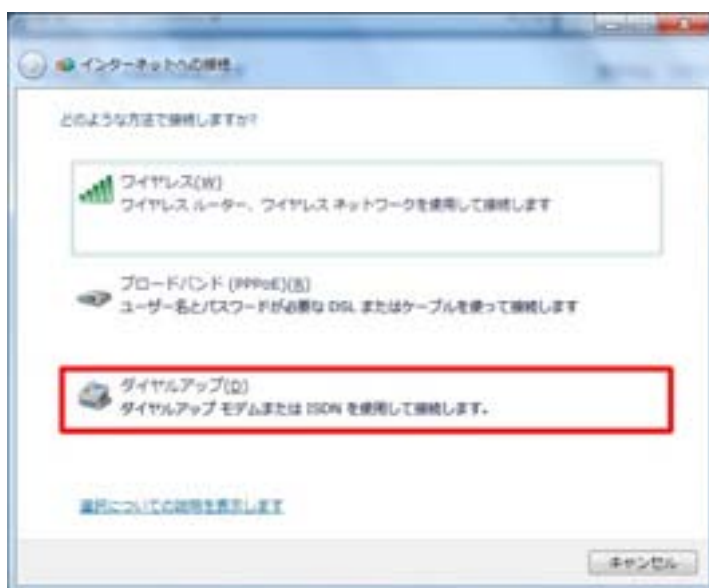 インターネットへの接続
どのような方法で接続しますか?
ワイヤレス(W)
ワイヤレス ルーター、ワイヤレス ネットワークを使用して接続します
ブロードバンド (PPPoE)(R)
ユーザー名とパスワードが必要な DSL またはケーブルを使って接続します
ダイヤルアップ(D)
ダイヤルアップ モデムまたは ISDN を使用して接続します。
選択についての説明を表示します
キャンセル